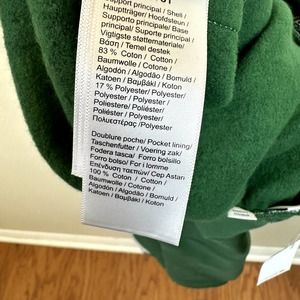 Support principal / Shell /
Hauptträger / Hoofdsteun /
Supporto principale/ Base
principal/ Suporte principal /
Vigligste støttemateriale/
Βάση / Temel destek
83 % Coton / Cotton /
Baumwolle / Cotone /
Algodón / Algodão / Bomuld /
Katoen / Βαμβάκι / Koton
17 % Polyester / Polyester /
Polyester / Poliestere /
Poliéster/ Poliéster /
Polyester / Polyester/
Πολυεστέρας /Polyester
Doublure poche/ Pocket lining/
Taschenfutter / Voering zak/
Fodera tasca/ Forro bolsillo
Forro bolso/ For i lomme
Επένδυση τσεπών/ Cep Astarı
100 % Coton / Cotton /
Baumwolle / Cotone /
Algodón / Algodão / Bomuld /
Katoen / Βαμβάκι / Koton